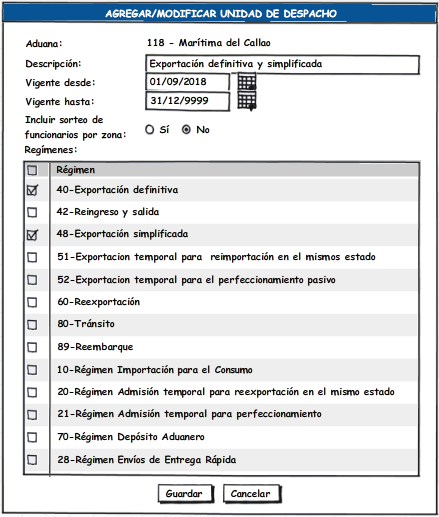 AGREGAR/MODIFICAR UNIDAD DE DESPACHO
Aduana: 118 - Marítima del Callao
Descripción: Exportación definitiva y simplificada
Vigente desde: 01/09/2018
Vigente hasta: 31/12/9999
Incluir sorteo de
funcionarios por zona: Sí No
Regímenes:
Régimen
40-Exportación definitiva
42-Reingreso y salida
48-Exportación simplificada
51-Exportacion temporal para reimportación en el mismos estado
52-Exportacion temporal para el perfeccionamiento pasivo
60-Reexportación
80-Tránsito
89-Reembarque
10-Régimen Importación para el Consumo
20-Régimen Admisión temporal para reexportación en el mismo estado
21-Régimen Admisión temporal para perfeccionamiento
70-Régimen Depósito Aduanero
28-Régimen Envíos de Entrega Rápida
Guardar Cancelar